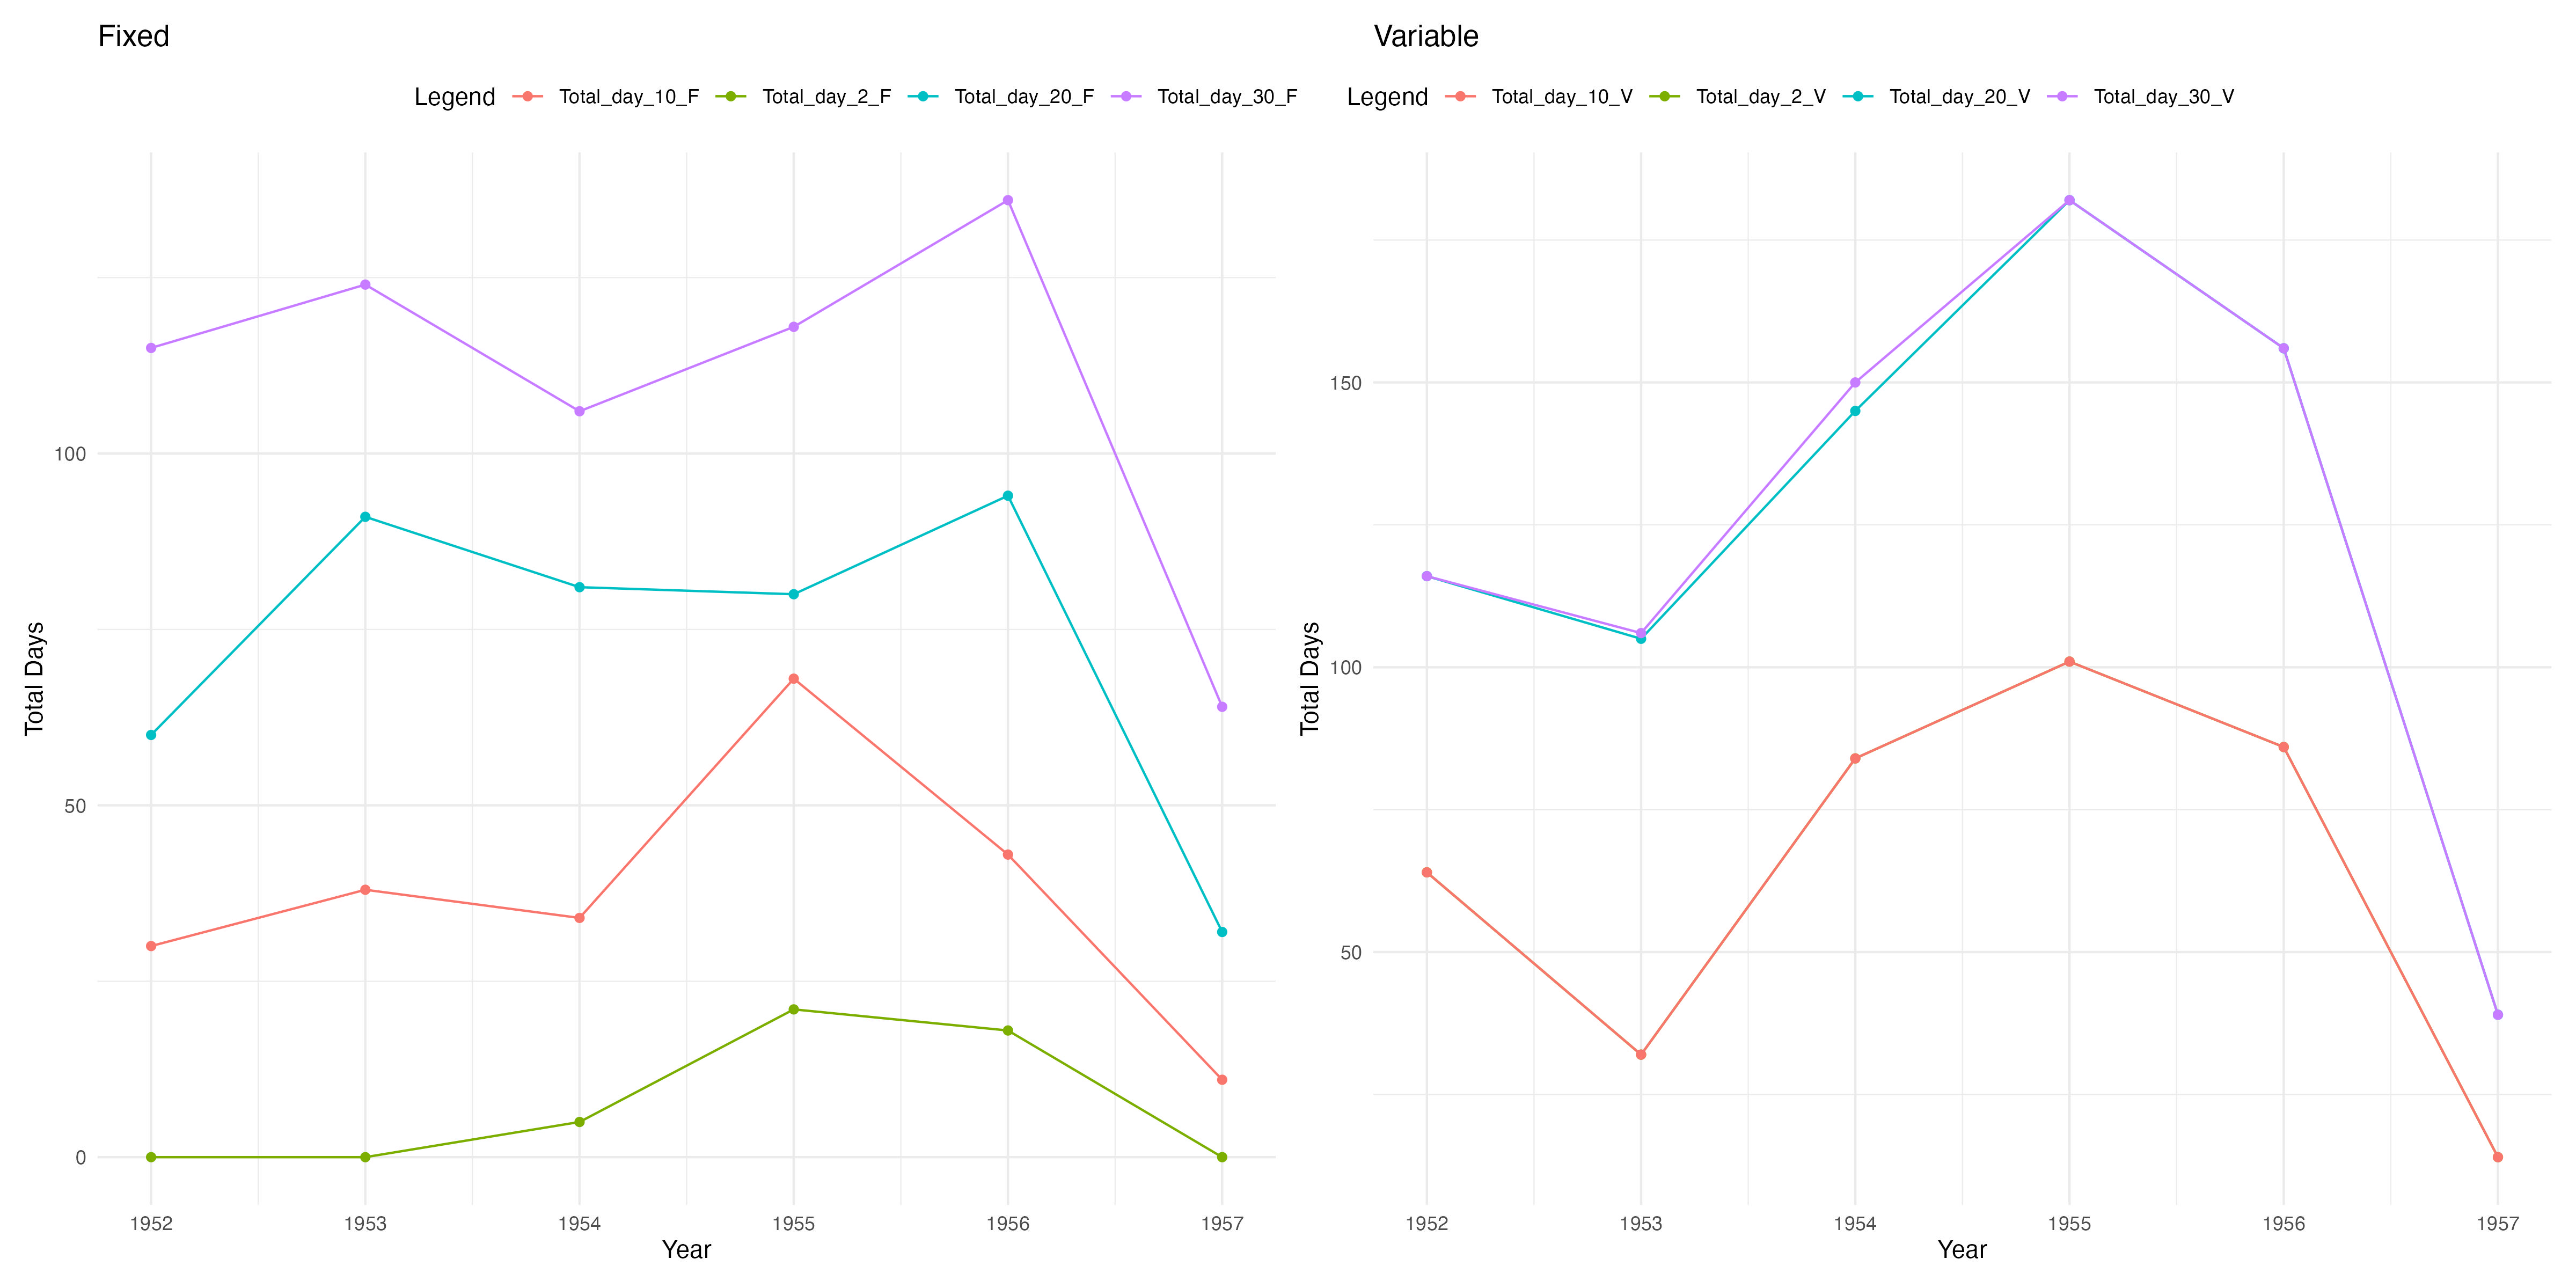 Fixed
Legend Total_day_10_F Total_day_2_F Total_day_20_F Total_day_30_F
Total Days
100
50
0
1952 1953 1954 1955 1956 1957
Year
Variable
Legend Total_day_10_V Total_day_2_V Total_day_20_V Total_day_30_V
Total Days
150
100
50
1952 1953 1954 1955 1956 1957
Year